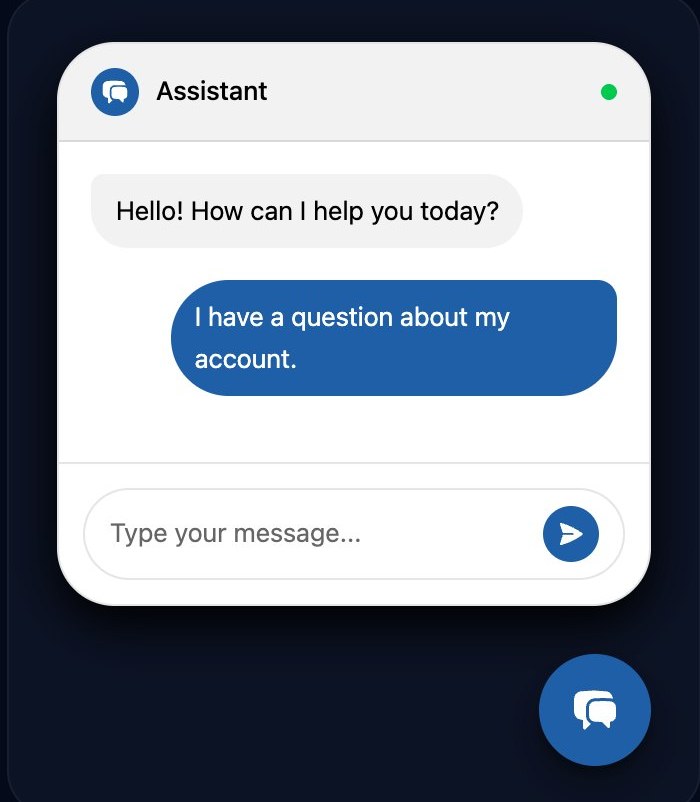 Assistant
Hello! How can I help you today?
I have a question about my
account.
Type your message...